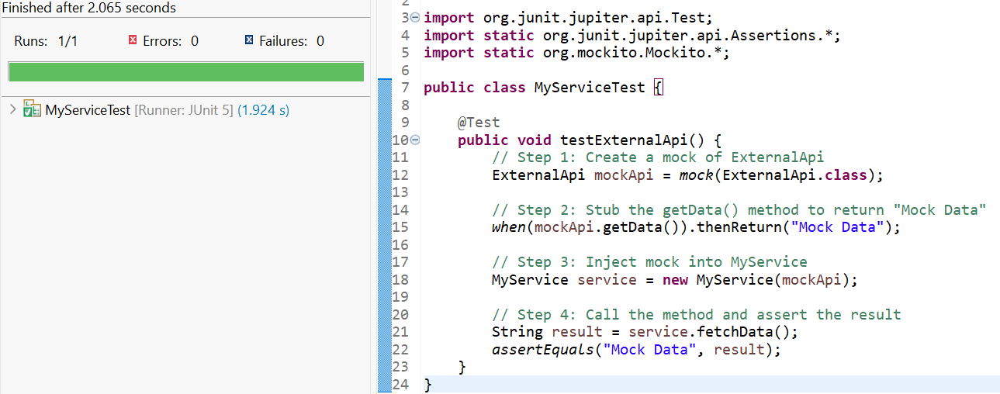 Finished after 2.065 seconds
Runs: 1/1 Errors: 0 Failures: 0
MyServiceTest [Runner: JUnit 5] (1.924 s)
2
3 import org.junit.jupiter.api.Test;
4 import static org.junit.jupiter.api.Assertions.*;
5 import static org.mockito.Mockito.*;
6
7 public class MyServiceTest {
8
9 @Test
10 public void testExternalApi() {
11 // Step 1: Create a mock of ExternalApi
12 ExternalApi mockApi = mock(ExternalApi.class);
13
14 // Step 2: Stub the getData() method to return "Mock Data"
15 when(mockApi.getData()).thenReturn("Mock Data");
16
17 // Step 3: Inject mock into MyService
18 MyService service = new MyService(mockApi);
19
20 // Step 4: Call the method and assert the result
21 String result = service.fetchData();
22 assertEquals("Mock Data", result);
23 }
24 }